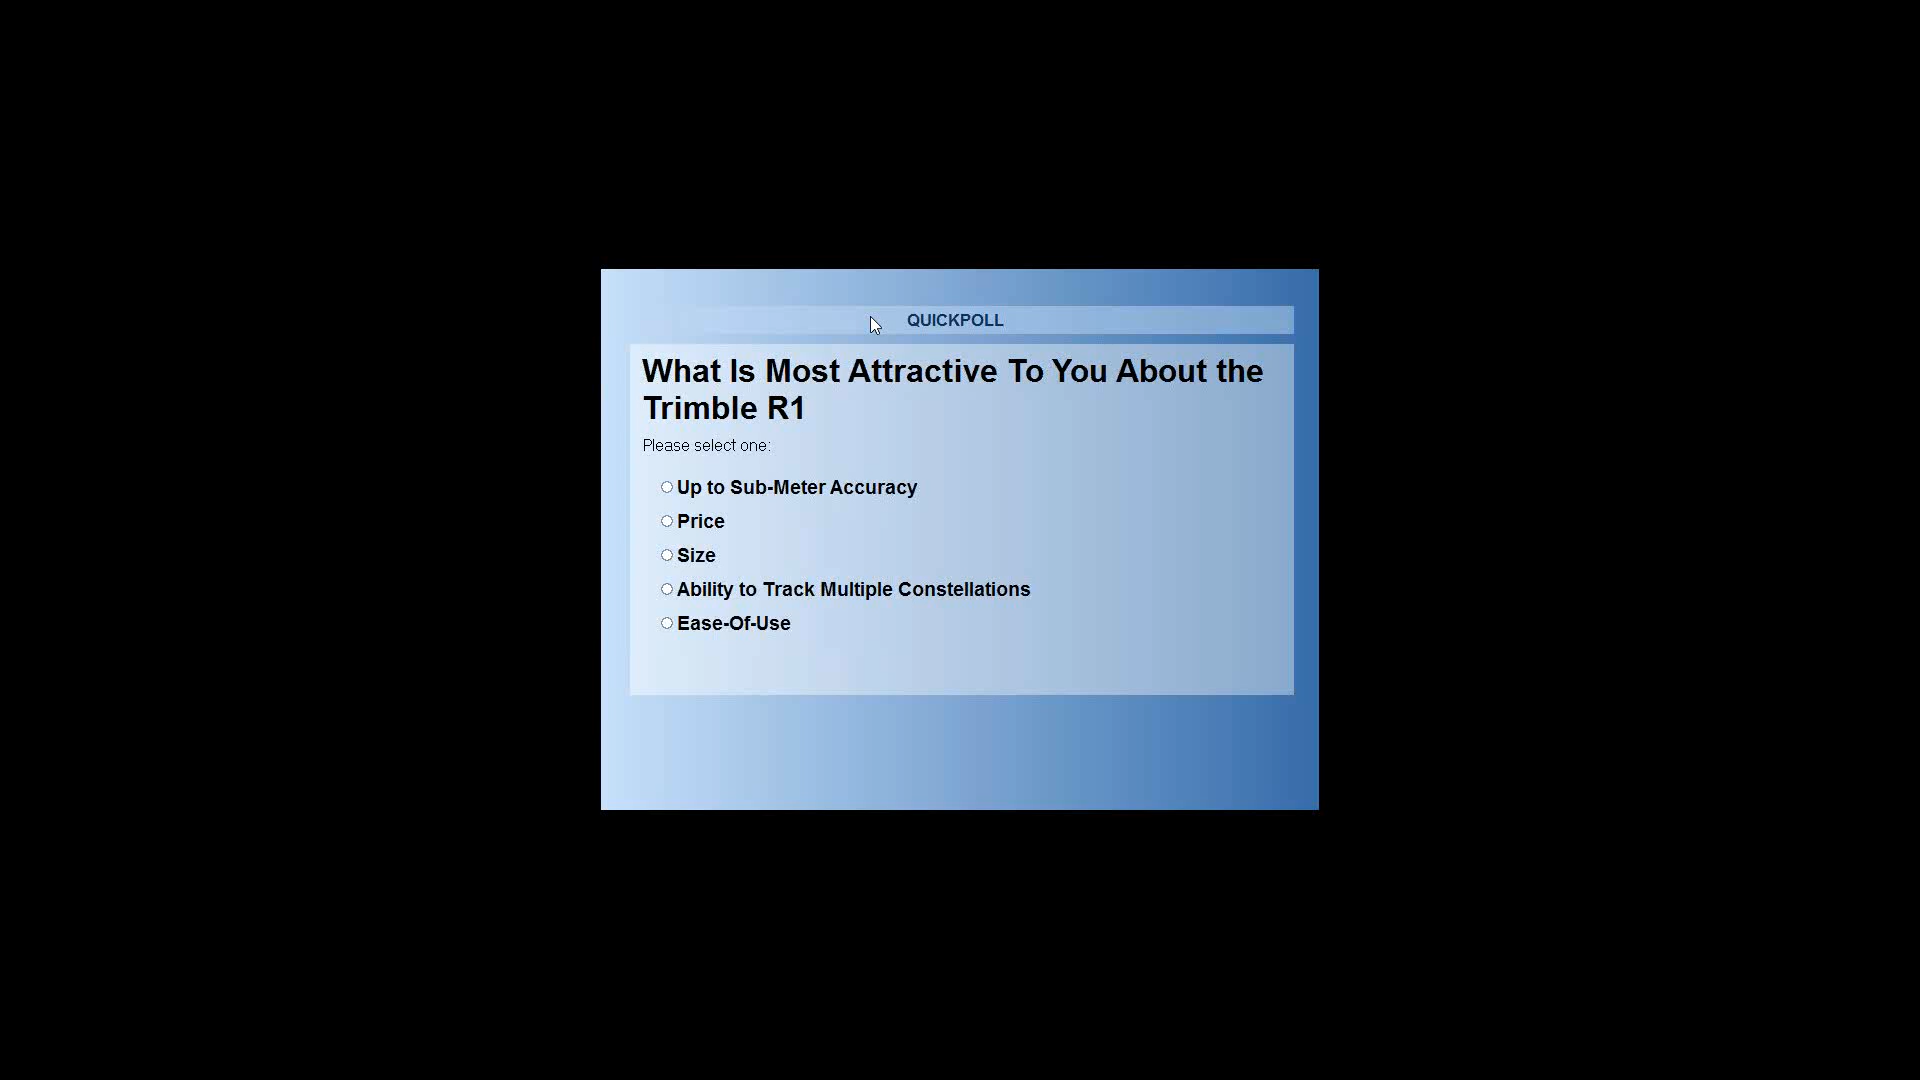 QUICKPOLL
What Is Most Attractive To You About the
Trimble R1
Please select one:
Up to Sub-Meter Accuracy
Price
Size
Ability to Track Multiple Constellations
Ease-Of-Use